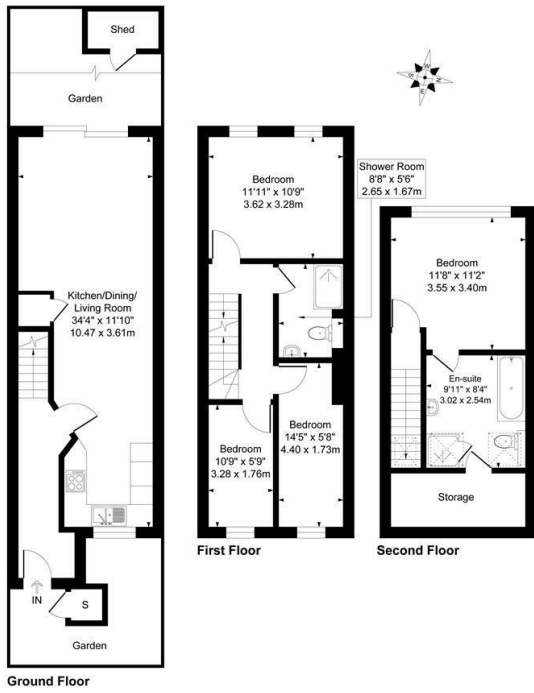 Shed
Garden
W
S
N
E
Shower Room
8'8" x 5'6"
2.65 x 1.67m
Bedroom
11'11" x 10'9"
3.62 x 3.28m
Bedroom
11'8" x 11'2"
3.55 x 3.40m
Kitchen/Dining/
Living Room
34'4" x 11'10"
10.47 x 3.61m
En-suite
9'11" x 8'4"
3.02 x 2.54m
Bedroom
14'5" x 5'8"
4.40 x 1.73m
Bedroom
10'9" x 5'9"
3.28 x 1.76m
Storage
First Floor
Second Floor
IN
S
Garden
Ground Floor